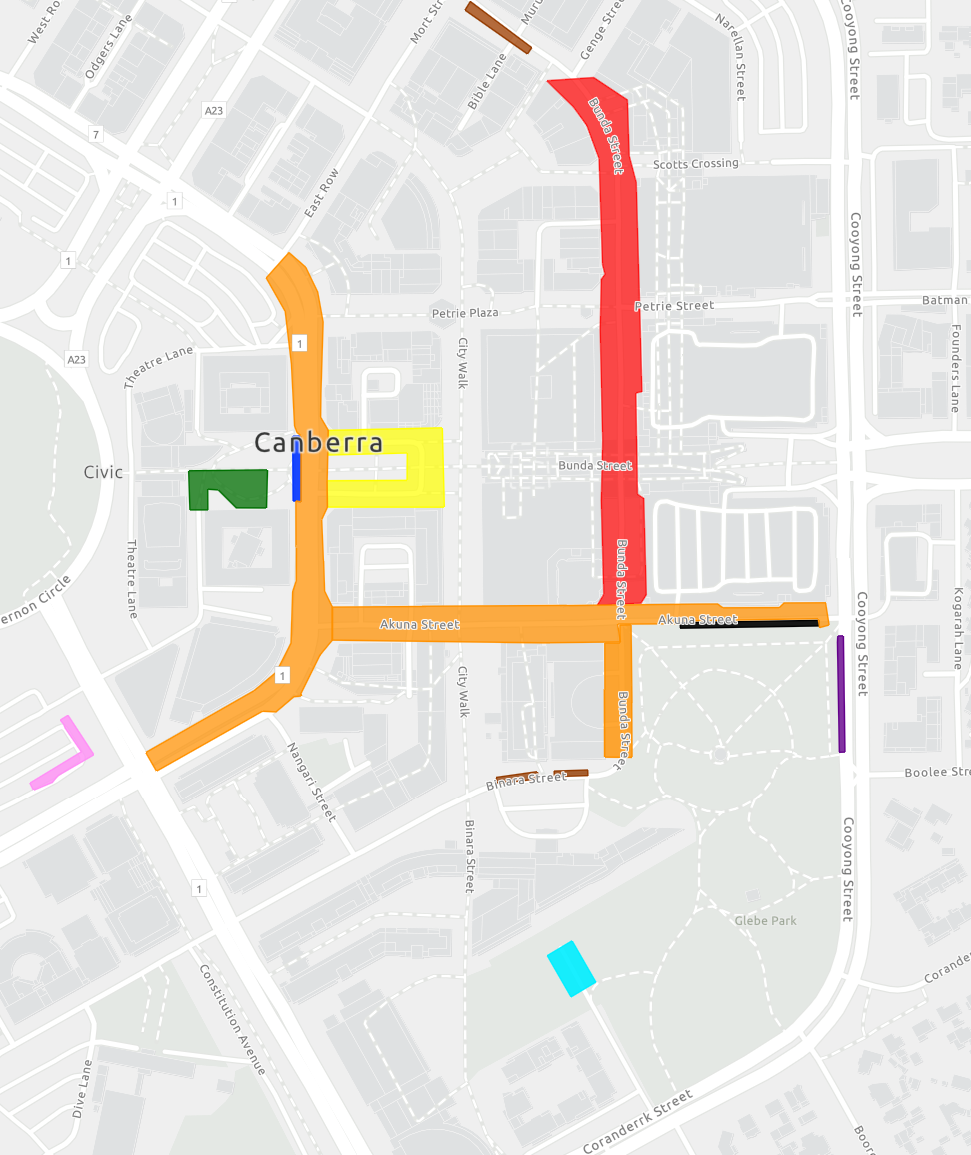 West Ro
Odgers Lane
Mort Str
Muru
Bible Lane
Genge Stree
Narellan Street
Cooyong Street
A23
7
Bunda Street
Scotts Crossing
East Row
1
Cooyong Street
1
Petrie Street
Batman
Petrie Plaza
1
A23
Theatre Lane
City Walk
Founders Lane
Canberra
Civic
Bunda Street
Theatre Lane
Bunda Street
ernon Circle
Akuna Street
Akuna Street
Cooyong Street
Kogarah Lane
1
City Walk
Bunda Street
Nangari Street
Binara Street
Boolee Stre
Binara Street
Cooyong Street
1
Glebe Park
Constitution Avenue
Corande
Dive Lane
Coranderrk Street
Booro